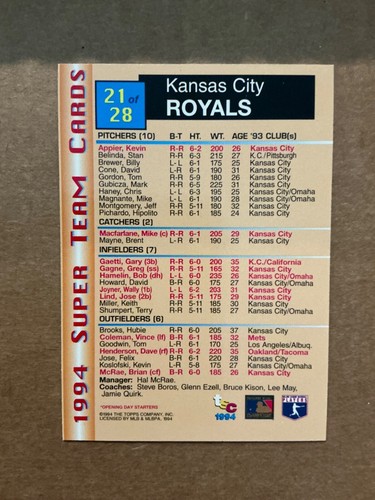 1994 SUPER TEAM CARDS
21 of
28
Kansas City
ROYALS
PITCHERS (10) B-T HT. WT. AGE '93 CLUB(s)
Appier, Kevin R-R 6-2 200 26 Kansas City
Belinda, Stan R-R 6-3 215 27 K.C./Pittsburgh
Brewer, Billy L-L 6-1 175 25 Kansas City
Cone, David L-R 6-1 190 31 Kansas City
Gordon, Tom R-R 5-9 180 26 Kansas City
Gubicza, Mark R-R 6-5 225 31 Kansas City
Haney, Chris L-L 6-3 195 25 Kansas City/Omaha
Magnante, Mike L-L 6-1 190 28 Kansas City/Omaha
Montgomery, Jeff R-R 5-11 180 32 Kansas City
Pichardo, Hipolito R-R 6-1 185 24 Kansas City
CATCHERS (2)
Macfarlane, Mike (c) R-R 6-1 205 29 Kansas City
Mayne, Brent L-R 6-1 190 25 Kansas City
INFIELDERS (7)
Gaetti, Gary (3b) R-R 6-0 200 35 K.C./California
Gagne, Greg (ss) R-R 5-11 175 32 Kansas City
Hamelin, Bob (dh) L-L 6-0 235 26 Kansas City/Omaha
Howard, David B-R 6-0 175 27 Kansas City/Omaha
Joyner, Wally (1b) L-L 6-2 203 31 Kansas City
Lind, Jose (2b) R-R 5-11 175 29 Kansas City
Miller, Keith R-R 5-11 185 30 Kansas City/Omaha
Shumpert, Terry R-R 5-11 185 27 Kansas City/Omaha
OUTFIELDERS (6)
Brooks, Hubie R-R 6-0 205 37 Kansas City
Coleman, Vince (lf) B-R 6-1 185 32 Mets
Goodwin, Tom L-R 6-1 170 25 Los Angeles/Albuq.
Henderson, Dave (rf) R-R 6-2 220 35 Oakland/Tacoma
Jose, Felix B-R 6-1 220 28 Kansas City
Koslofski, Kevin L-R 5-8 175 27 Kansas City/Omaha
McRae, Brian (cf) B-R 6-0 185 26 Kansas City
Manager: Hal McRae.
Coaches: Steve Boros, Glenn Ezell, Bruce Kison, Lee May,
Jamie Quirk.
*OPENING DAY STARTERS
©1994 THE TOPPS COMPANY, INC.
LICENSED BY MLB & MLBPA, 1994
tsc
1994
PLAYERS